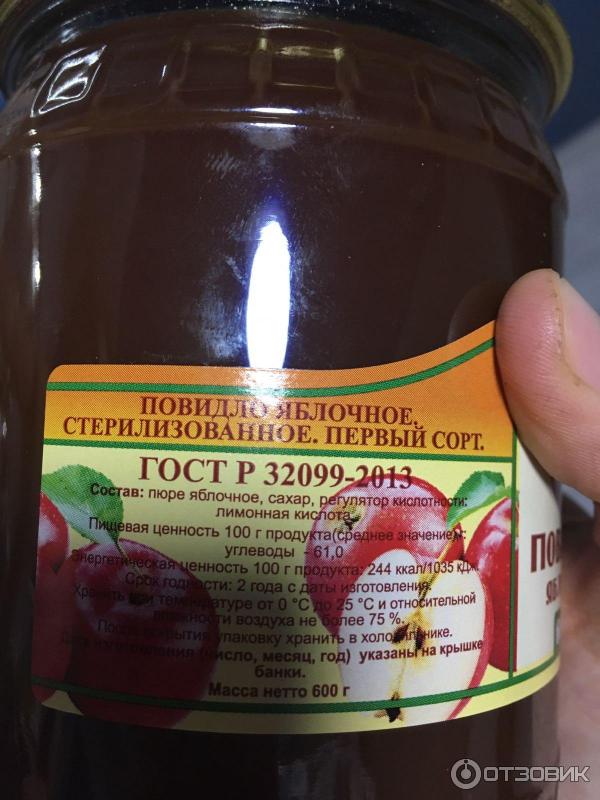 ПОВИДЛО ЯБЛОЧНОЕ.
СТЕРИЛИЗОВАННОЕ. ПЕРВЫЙ СОРТ.
ГОСТ Р 32099-2013
Состав: пюре яблочное, сахар, регулятор кислотности:
лимонная кислота.
Пищевая ценность 100 г продукта(среднее значение):
углеводы - 61,0
Энергетическая ценность 100 г продукта: 244 ккал/1035 кДж.
Срок годности: 2 года с даты изготовления.
Хранить при температуре от 0 °С до 25 °С и относительной
влажности воздуха не более 75 %.
После вскрытия упаковку хранить в холодильнике.
Дата изготовления (число, месяц, год) указаны на крышке
банки.
Масса нетто 600 г
ПОВ
ЯБ
ОТЗОВИК